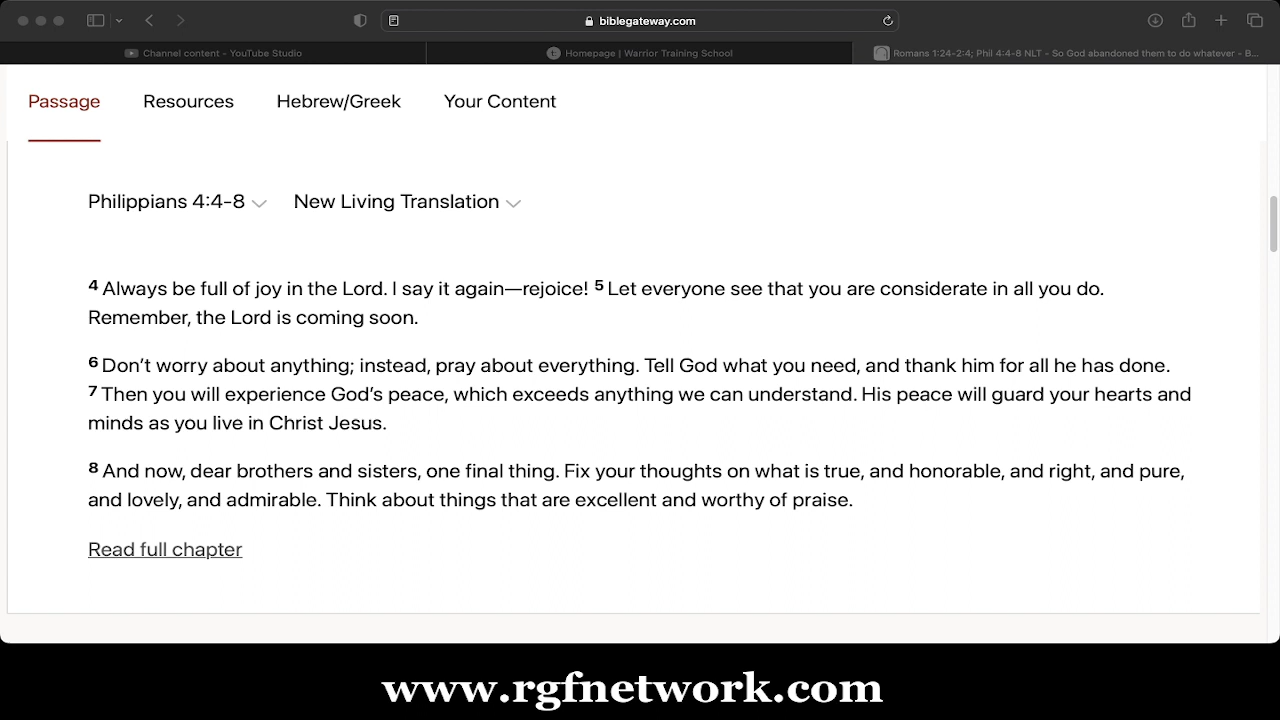 biblegateway.com
Channel content - YouTube Studio
Homepage | Warrior Training School
Romans 1:24-2:4; Phil 4:4-8 NLT - So God abandoned them to do whatever - B...
Passage Resources Hebrew/Greek Your Content
Philippians 4:4-8 New Living Translation
4 Always be full of joy in the Lord. I say it again—rejoice! 5 Let everyone see that you are considerate in all you do.
Remember, the Lord is coming soon.
6 Don’t worry about anything; instead, pray about everything. Tell God what you need, and thank him for all he has done.
7 Then you will experience God’s peace, which exceeds anything we can understand. His peace will guard your hearts and
minds as you live in Christ Jesus.
8 And now, dear brothers and sisters, one final thing. Fix your thoughts on what is true, and honorable, and right, and pure,
and lovely, and admirable. Think about things that are excellent and worthy of praise.
Read full chapter
www.rgfnetwork.com